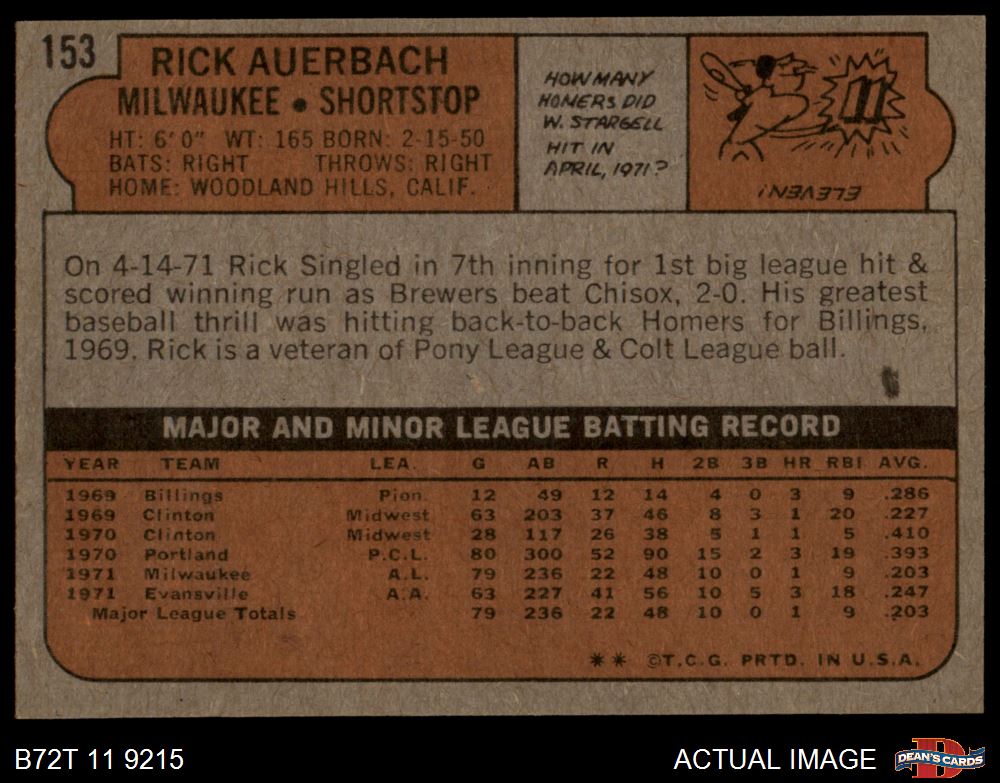 153
RICK AUERBACH
MILWAUKEE • SHORTSTOP
HT: 6'0" WT: 165 BORN: 2-15-50
BATS: RIGHT THROWS: RIGHT
HOME: WOODLAND HILLS, CALIF.
HOW MANY
HOMERS DID
W. STARGELL
HIT IN
APRIL, 1971?
11
ELEVEN!
On 4-14-71 Rick Singled in 7th inning for 1st big league hit &
scored winning run as Brewers beat Chisox, 2-0. His greatest
baseball thrill was hitting back-to-back Homers for Billings,
1969. Rick is a veteran of Pony League & Colt League ball.
MAJOR AND MINOR LEAGUE BATTING RECORD
YEAR TEAM LEA. G AB R H 2B 3B HR RBI AVG.
1969 Billings Pion. 12 49 12 14 4 0 3 9 .286
1969 Clinton Midwest 63 203 37 46 8 3 1 20 .227
1970 Clinton Midwest 28 117 26 38 5 1 1 5 .410
1970 Portland P.C.L. 80 300 52 90 15 2 3 19 .393
1971 Milwaukee A.L. 79 236 22 48 10 0 1 9 .203
1971 Evansville A.A. 63 227 41 56 10 5 3 18 .247
Major League Totals 79 236 22 48 10 0 1 9 .203
** ©T.C.G. PRTD. IN U.S.A.
B72T 11 9215
ACTUAL IMAGE
D
DEAN'S CARDS